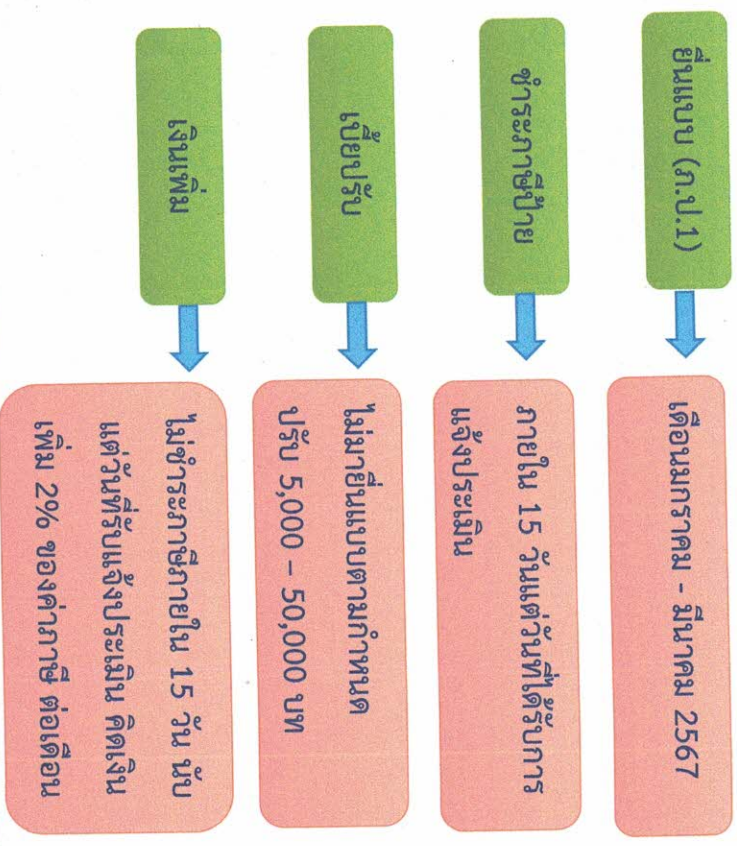 ยื่นแบบ (ภ.ป.1)
เดือนมกราคม - มีนาคม 2567
ชำระภาษีป้าย
ภายใน 15 วันแต่วันที่ได้รับการ
แจ้งประเมิน
เบี้ยปรับ
ไม่มายื่นแบบตามกำหนด
ปรับ 5,000 – 50,000 บท
เงินเพิ่ม
ไม่ชำระภาษีภายใน 15 วัน นับ
แต่วันที่รับแจ้งประเมิน คิดเงิน
เพิ่ม 2% ของค่าภาษี ต่อเดือน